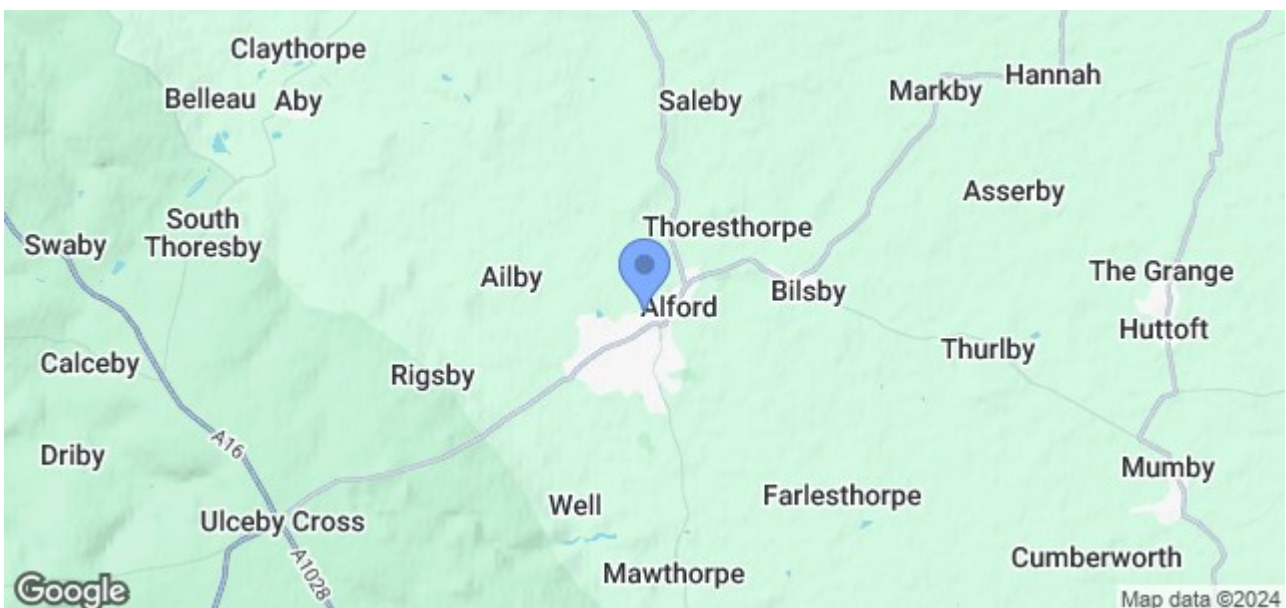 Claythorpe
Hannah
Markby
Belleau
Aby
Saleby
Asserby
South
Thoresby
Thoresthorpe
Swaby
Ailby
The Grange
Bilsby
Alford
Huttoft
Thurlby
Calceby
Rigsby
A16
Driby
Mumby
Well
Farlesthorpe
Ulceby Cross
A1028
Cumberworth
Mawthorpe
Google
Map data ©2024